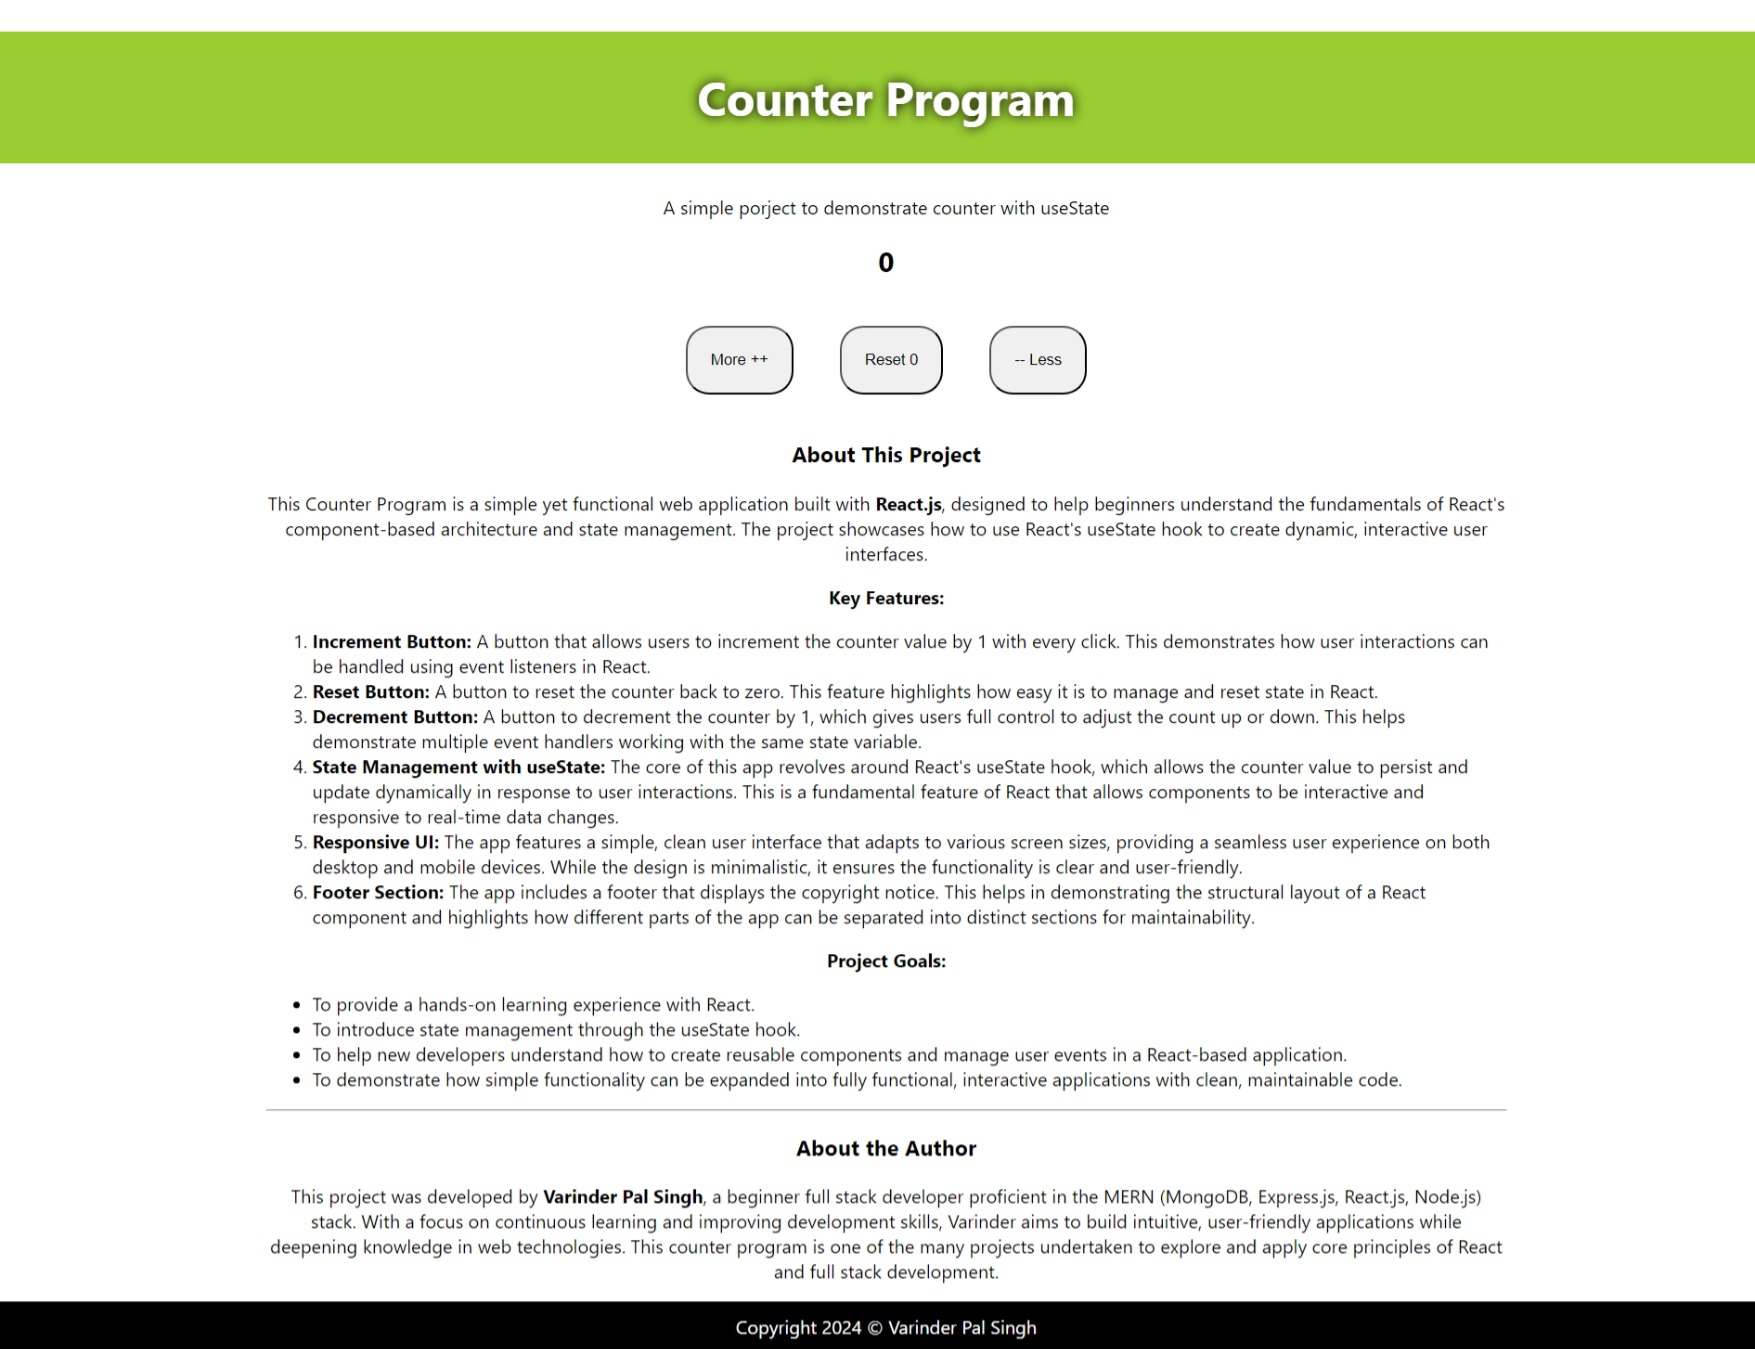 Counter Program
A simple porject to demonstrate counter with useState
0
More ++
Reset 0
-- Less
About This Project
This Counter Program is a simple yet functional web application built with React.js, designed to help beginners understand the fundamentals of React's
component-based architecture and state management. The project showcases how to use React's useState hook to create dynamic, interactive user
interfaces.
Key Features:
1. Increment Button: A button that allows users to increment the counter value by 1 with every click. This demonstrates how user interactions can
be handled using event listeners in React.
2. Reset Button: A button to reset the counter back to zero. This feature highlights how easy it is to manage and reset state in React.
3. Decrement Button: A button to decrement the counter by 1, which gives users full control to adjust the count up or down. This helps
demonstrate multiple event handlers working with the same state variable.
4. State Management with useState: The core of this app revolves around React's useState hook, which allows the counter value to persist and
update dynamically in response to user interactions. This is a fundamental feature of React that allows components to be interactive and
responsive to real-time data changes.
5. Responsive UI: The app features a simple, clean user interface that adapts to various screen sizes, providing a seamless user experience on both
desktop and mobile devices. While the design is minimalistic, it ensures the functionality is clear and user-friendly.
6. Footer Section: The app includes a footer that displays the copyright notice. This helps in demonstrating the structural layout of a React
component and highlights how different parts of the app can be separated into distinct sections for maintainability.
Project Goals:
• To provide a hands-on learning experience with React.
• To introduce state management through the useState hook.
• To help new developers understand how to create reusable components and manage user events in a React-based application.
• To demonstrate how simple functionality can be expanded into fully functional, interactive applications with clean, maintainable code.
About the Author
This project was developed by Varinder Pal Singh, a beginner full stack developer proficient in the MERN (MongoDB, Express.js, React.js, Node.js)
stack. With a focus on continuous learning and improving development skills, Varinder aims to build intuitive, user-friendly applications while
deepening knowledge in web technologies. This counter program is one of the many projects undertaken to explore and apply core principles of React
and full stack development.
Copyright 2024 © Varinder Pal Singh